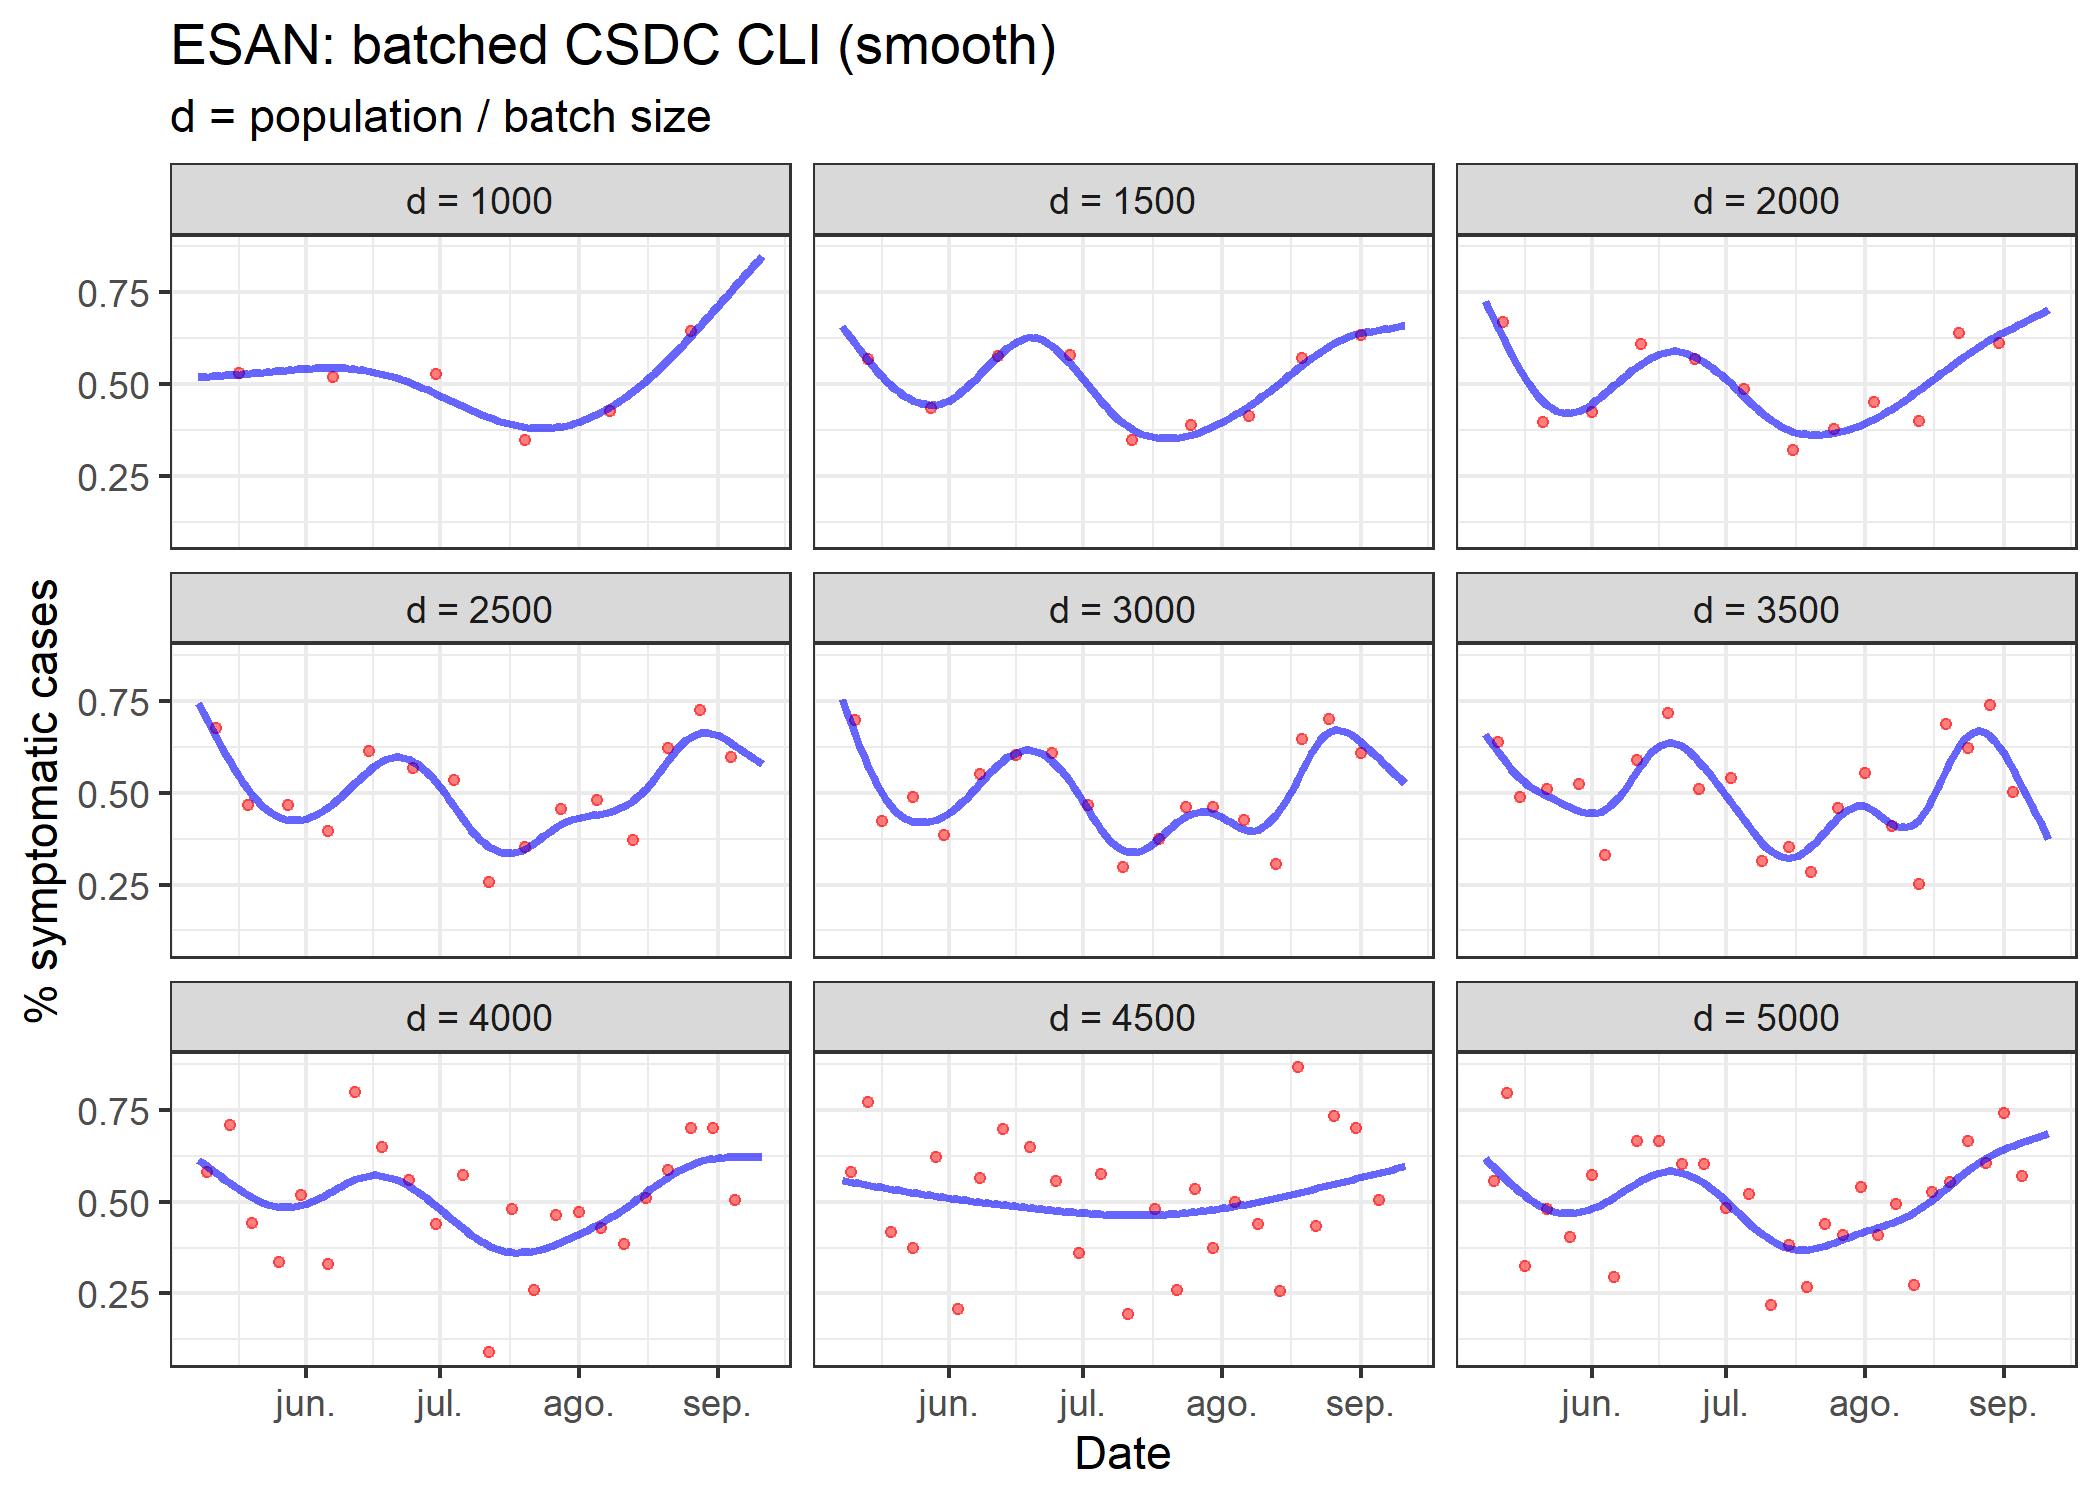 ESAN: batched CSDC CLI (smooth)
d = population / batch size
d = 1000
d = 1500
d = 2000
0.75
0.50
0.25
d = 2500
d = 3000
d = 3500
0.75
0.50
0.25
d = 4000
d = 4500
d = 5000
0.75
0.50
0.25
% symptomatic cases
jun. jul. ago. sep.
jun. jul. ago. sep.
jun. jul. ago. sep.
Date